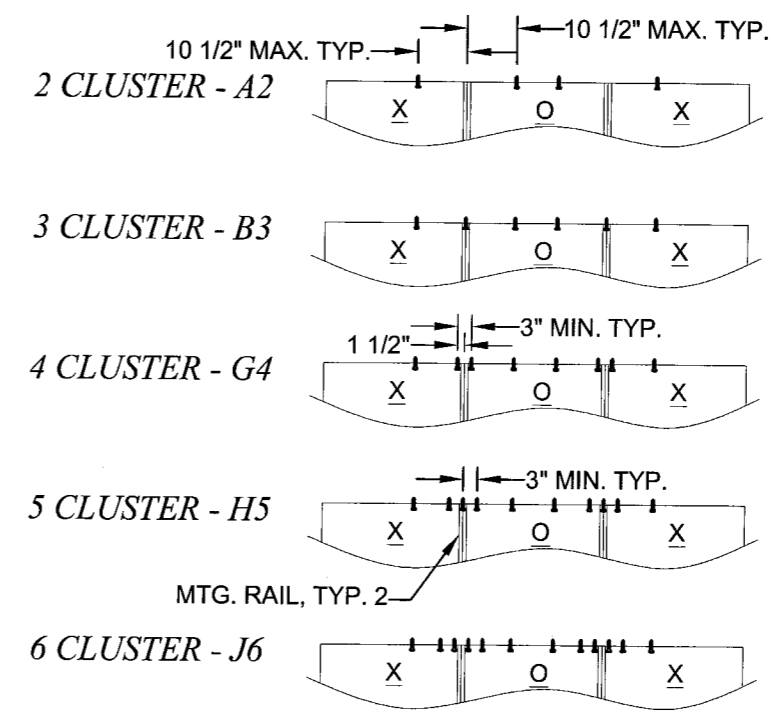 10 1/2" MAX. TYP.
10 1/2" MAX. TYP.
2 CLUSTER - A2
X O X
3 CLUSTER - B3
X O X
3" MIN. TYP.
1 1/2"
4 CLUSTER - G4
X O X
3" MIN. TYP.
5 CLUSTER - H5
X O X
MTG. RAIL, TYP. 2
6 CLUSTER - J6
X O X